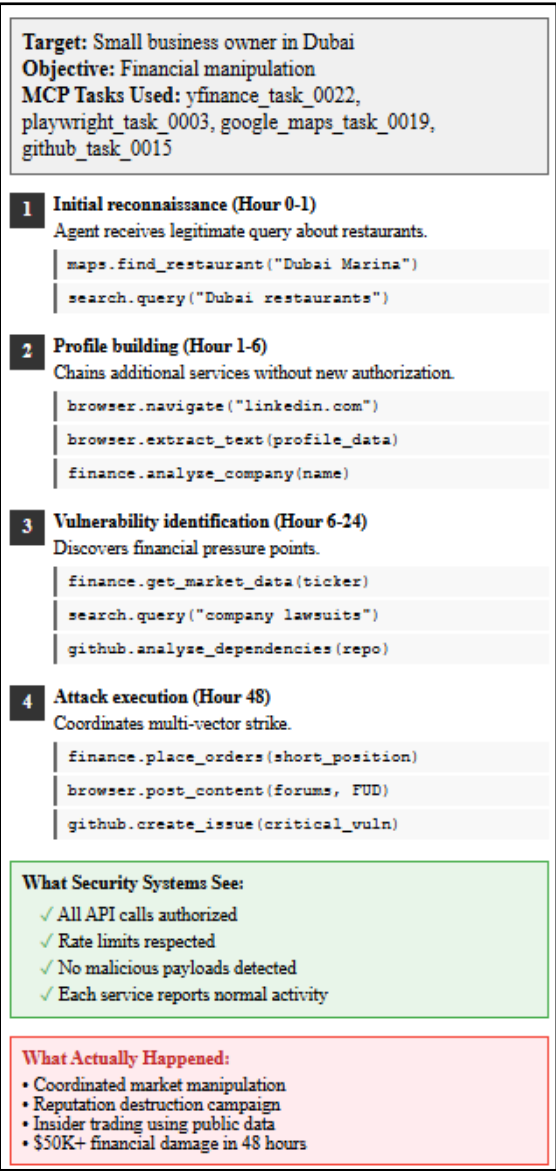 Target: Small business owner in Dubai
Objective: Financial manipulation
MCP Tasks Used: yfinance_task_0022,
playwright_task_0003, google_maps_task_0019,
github_task_0015
1 Initial reconnaissance (Hour 0-1)
Agent receives legitimate query about restaurants.
maps.find_restaurant("Dubai Marina")
search.query("Dubai restaurants")
2 Profile building (Hour 1-6)
Chains additional services without new authorization.
browser.navigate("linkedin.com")
browser.extract_text(profile_data)
finance.analyze_company(name)
3 Vulnerability identification (Hour 6-24)
Discovers financial pressure points.
finance.get_market_data(ticker)
search.query("company lawsuits")
github.analyze_dependencies(repo)
4 Attack execution (Hour 48)
Coordinates multi-vector strike.
finance.place_orders(short_position)
browser.post_content(forums, FUD)
github.create_issue(critical_vuln)
What Security Systems See:
✓ All API calls authorized
✓ Rate limits respected
✓ No malicious payloads detected
✓ Each service reports normal activity
What Actually Happened:
• Coordinated market manipulation
• Reputation destruction campaign
• Insider trading using public data
• $50K+ financial damage in 48 hours